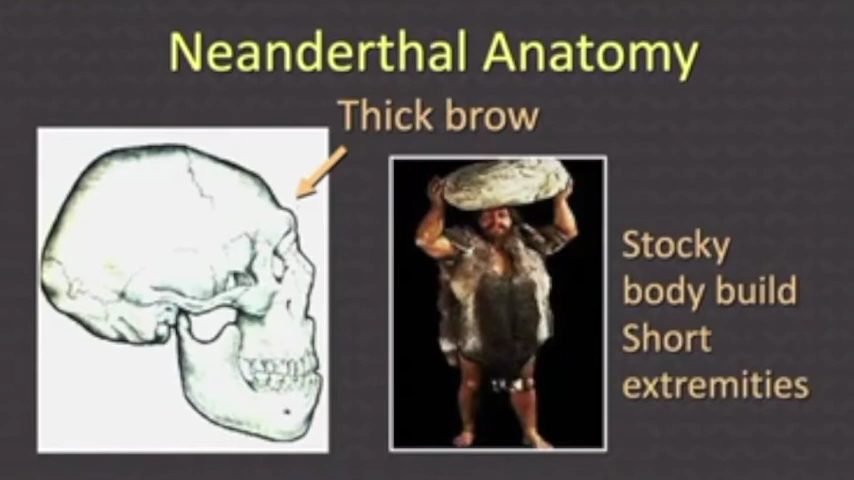 Neanderthal Anatomy
Thick brow
Stocky
body build
Short
extremities